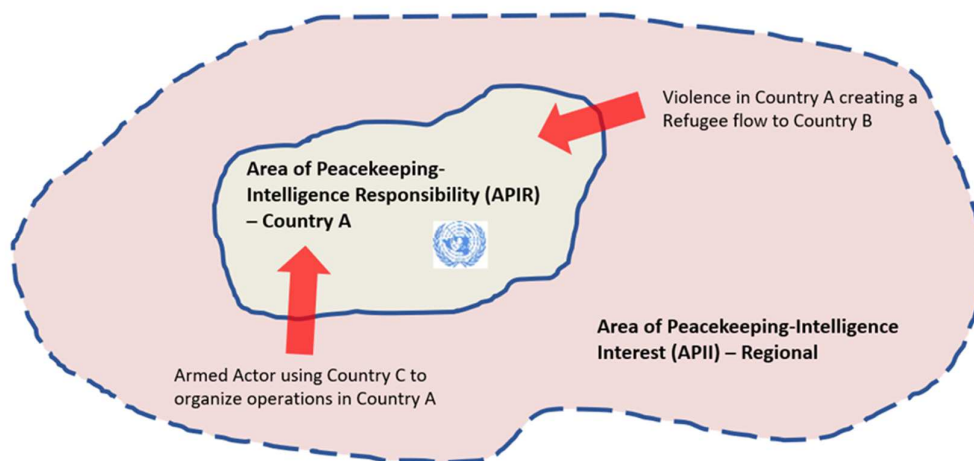 Violence in Country A creating a
Refugee flow to Country B
Area of Peacekeeping-
Intelligence Responsibility (APIR)
– Country A
Area of Peacekeeping-Intelligence
Interest (APII) – Regional
Armed Actor using Country C to
organize operations in Country A